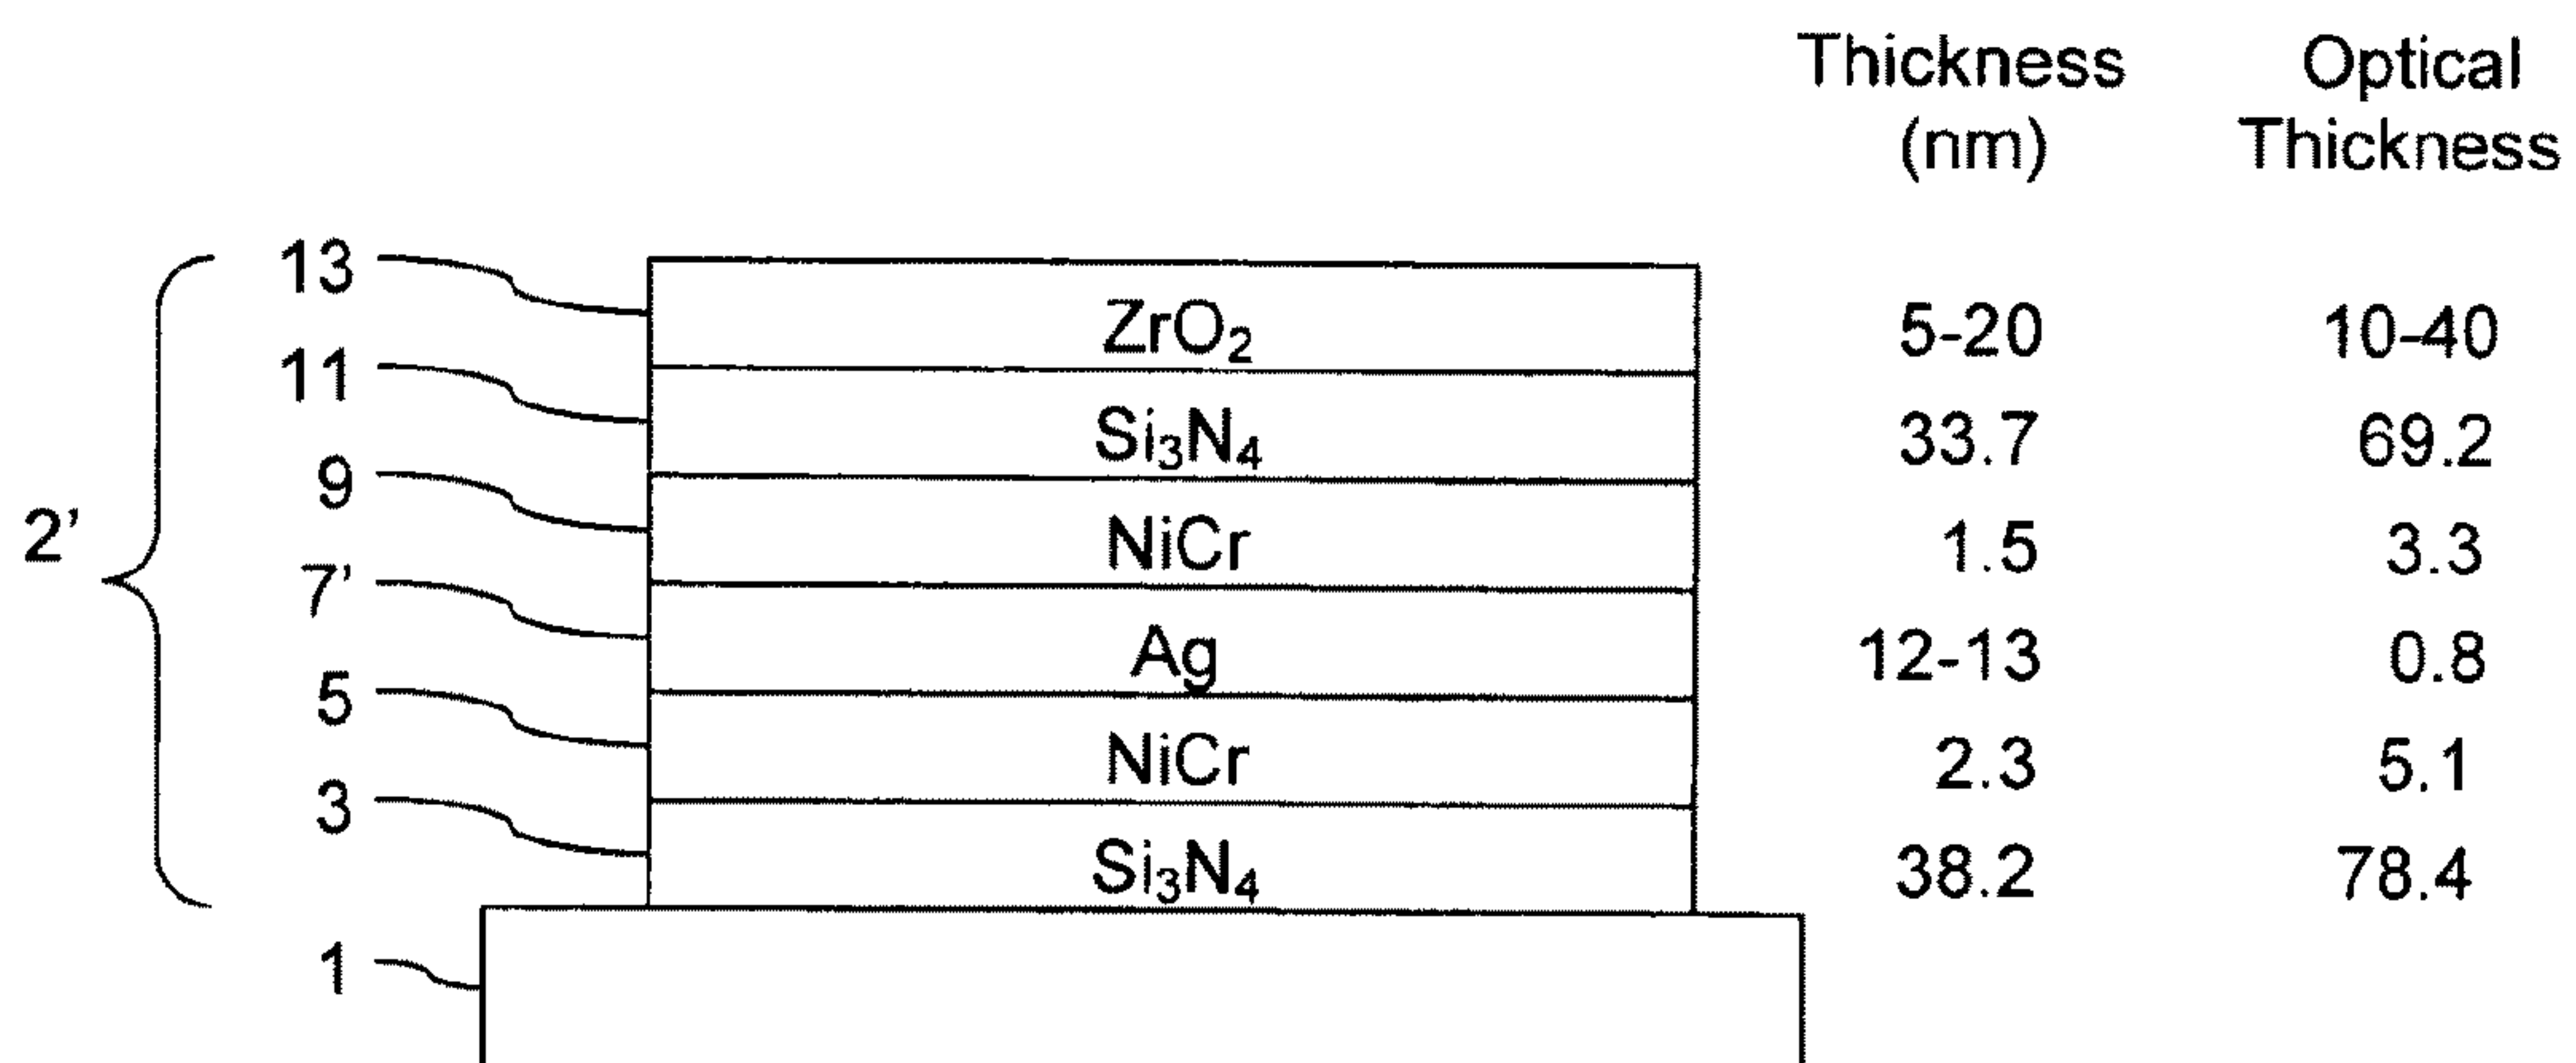 Thickness Optical
(nm) Thickness
13 ZrO₂ 5-20 10-40
11 Si₃N₄ 33.7 69.2
9 NiCr 1.5 3.3
2’
7’ Ag 12-13 0.8
5 NiCr 2.3 5.1
3 Si₃N₄ 38.2 78.4
1